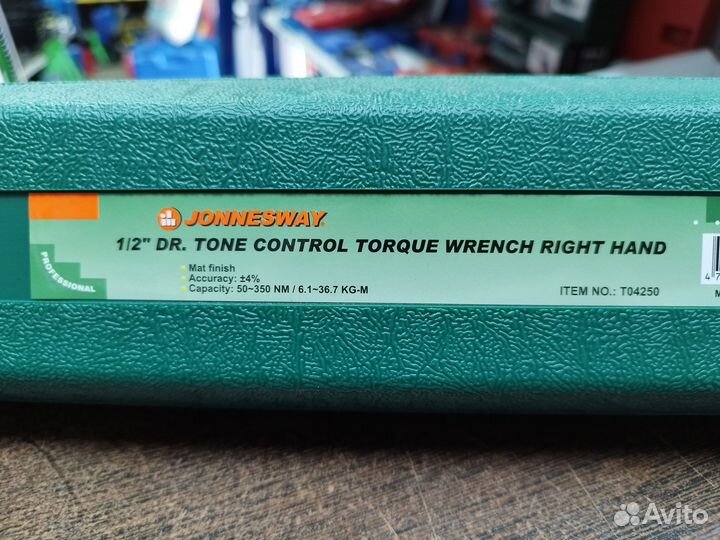 JONNESWAY
1/2" DR. TONE CONTROL TORQUE WRENCH RIGHT HAND
Mat finish
Accuracy: ±4%
Capacity: 50~350 NM / 6.1~36.7 KG-M
ITEM NO.: T04250
PROFESSIONAL
4
M
Avito